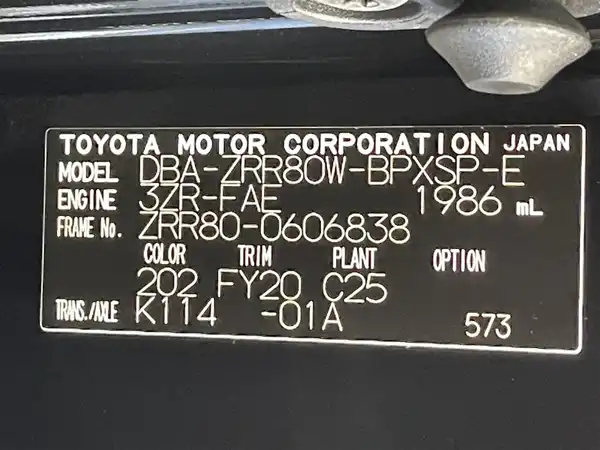 TOYOTA MOTOR CORPORATION JAPAN
MODEL DBA-ZRR80W-BPXSP-E
ENGINE 3ZR-FAE 1986 mL
FRAME No. ZRR80-0606838
COLOR TRIM PLANT OPTION
202 FY20 C25
TRANS./AXLE K114 -01A 573